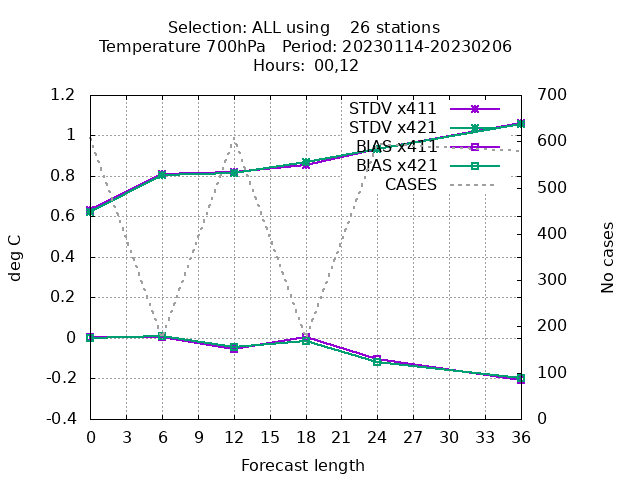 Selection: ALL using    26 stations
Temperature 700hPa   Period: 20230114-20230206
Hours:  00,12
STDV x411
STDV x421
BIAS x411
BIAS x421
CASES
1.2
1
0.8
0.6
0.4
0.2
0
-0.2
-0.4
deg C
700
600
500
400
300
200
100
0
No cases
0 3 6 9 12 15 18 21 24 27 30 33 36
Forecast length